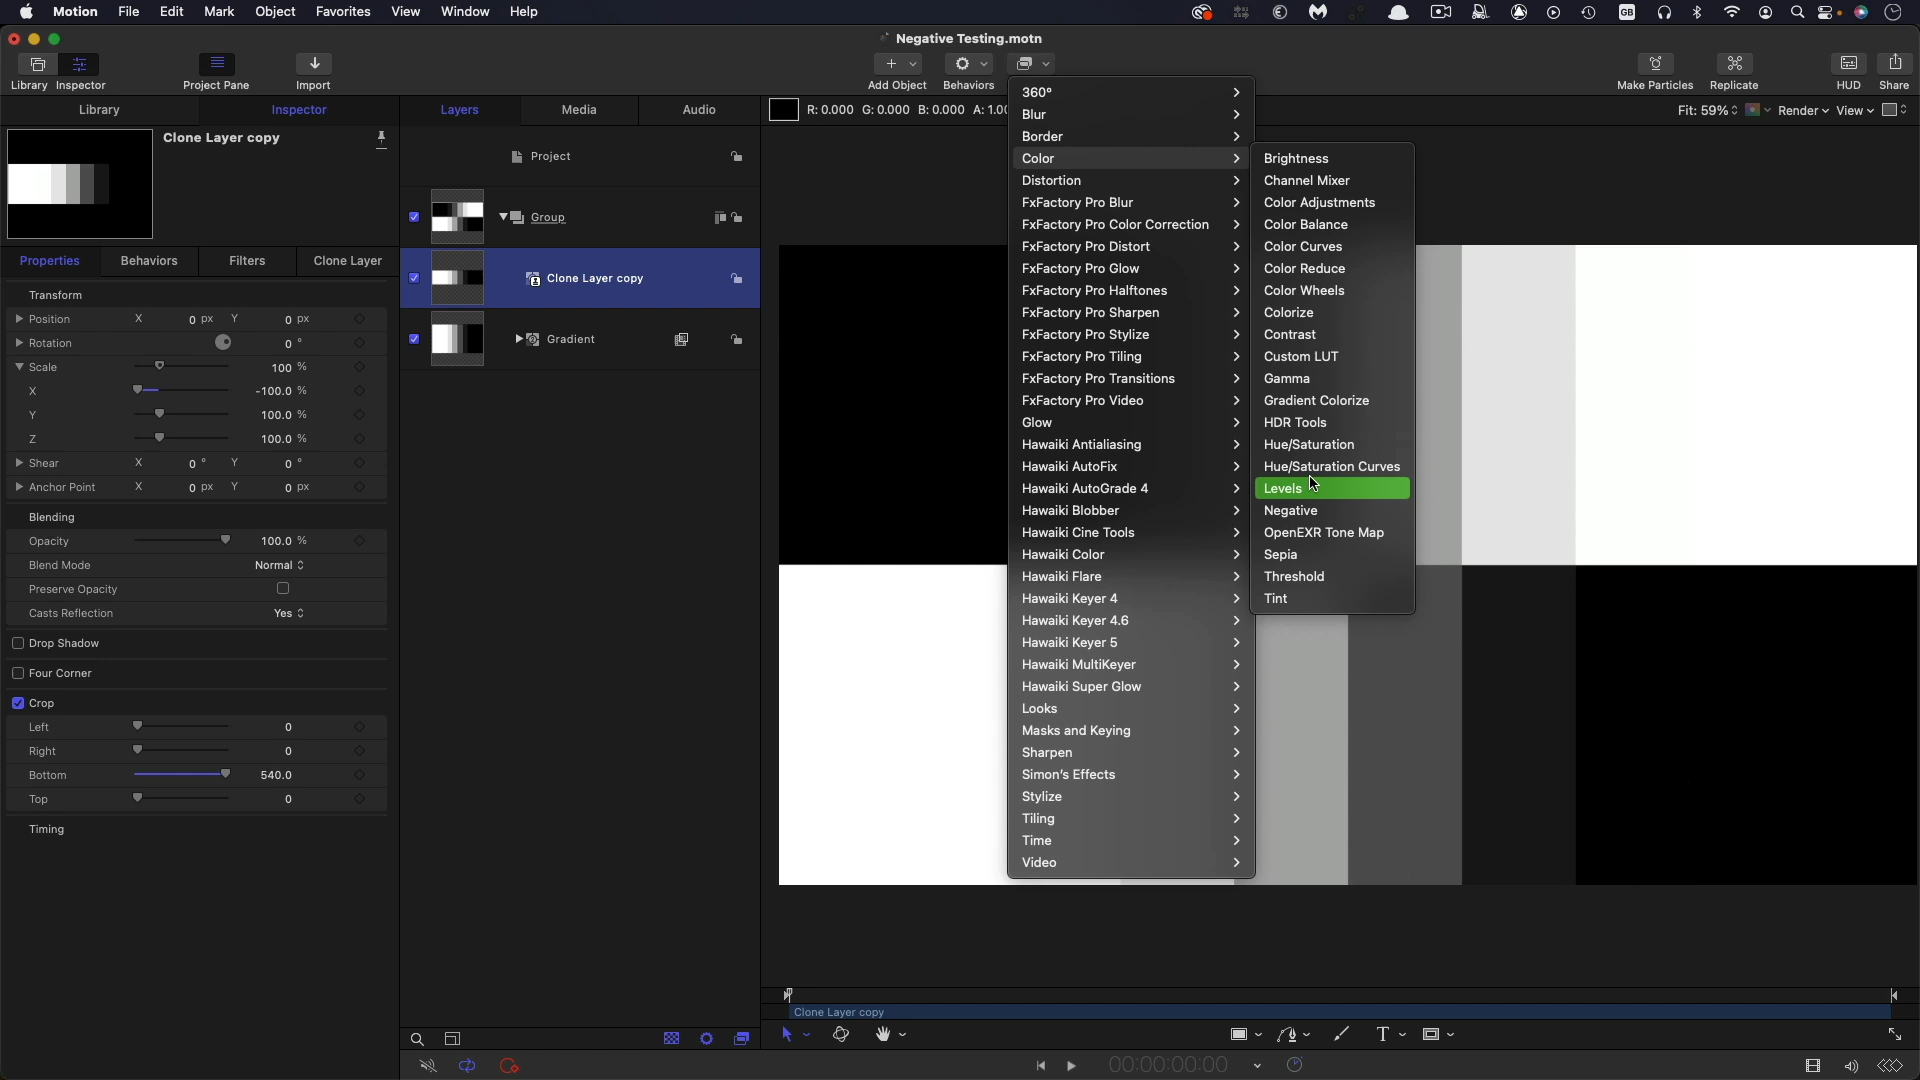 Motion File Edit Mark Object Favorites View Window Help
GB
Negative Testing.motn
Library Inspector Project Pane Import Add Object Behaviors Make Particles Replicate HUD Share
Library Inspector Layers Media Audio R: 0.000 G: 0.000 B: 0.000 A: 1.00 Fit: 59% Render View
Clone Layer copy
Properties Behaviors Filters Clone Layer
Transform
Position X 0 px Y 0 px
Rotation 0 °
Scale 100 %
X -100.0 %
Y 100.0 %
Z 100.0 %
Shear X 0 ° Y 0 °
Anchor Point X 0 px Y 0 px
Blending
Opacity 100.0 %
Blend Mode Normal
Preserve Opacity
Casts Reflection Yes
Drop Shadow
Four Corner
Crop
Left 0
Right 0
Bottom 540.0
Top 0
Timing
Project
Group
Clone Layer copy
Gradient
360°
Blur
Border
Color
Distortion
FxFactory Pro Blur
FxFactory Pro Color Correction
FxFactory Pro Distort
FxFactory Pro Glow
FxFactory Pro Halftones
FxFactory Pro Sharpen
FxFactory Pro Stylize
FxFactory Pro Tiling
FxFactory Pro Transitions
FxFactory Pro Video
Glow
Hawaiki Antialiasing
Hawaiki AutoFix
Hawaiki AutoGrade 4
Hawaiki Blobber
Hawaiki Cine Tools
Hawaiki Color
Hawaiki Flare
Hawaiki Keyer 4
Hawaiki Keyer 4.6
Hawaiki Keyer 5
Hawaiki MultiKeyer
Hawaiki Super Glow
Looks
Masks and Keying
Sharpen
Simon's Effects
Stylize
Tiling
Time
Video
Brightness
Channel Mixer
Color Adjustments
Color Balance
Color Curves
Color Reduce
Color Wheels
Colorize
Contrast
Custom LUT
Gamma
Gradient Colorize
HDR Tools
Hue/Saturation
Hue/Saturation Curves
Levels
Negative
OpenEXR Tone Map
Sepia
Threshold
Tint
Clone Layer copy
T
00:00:00:00